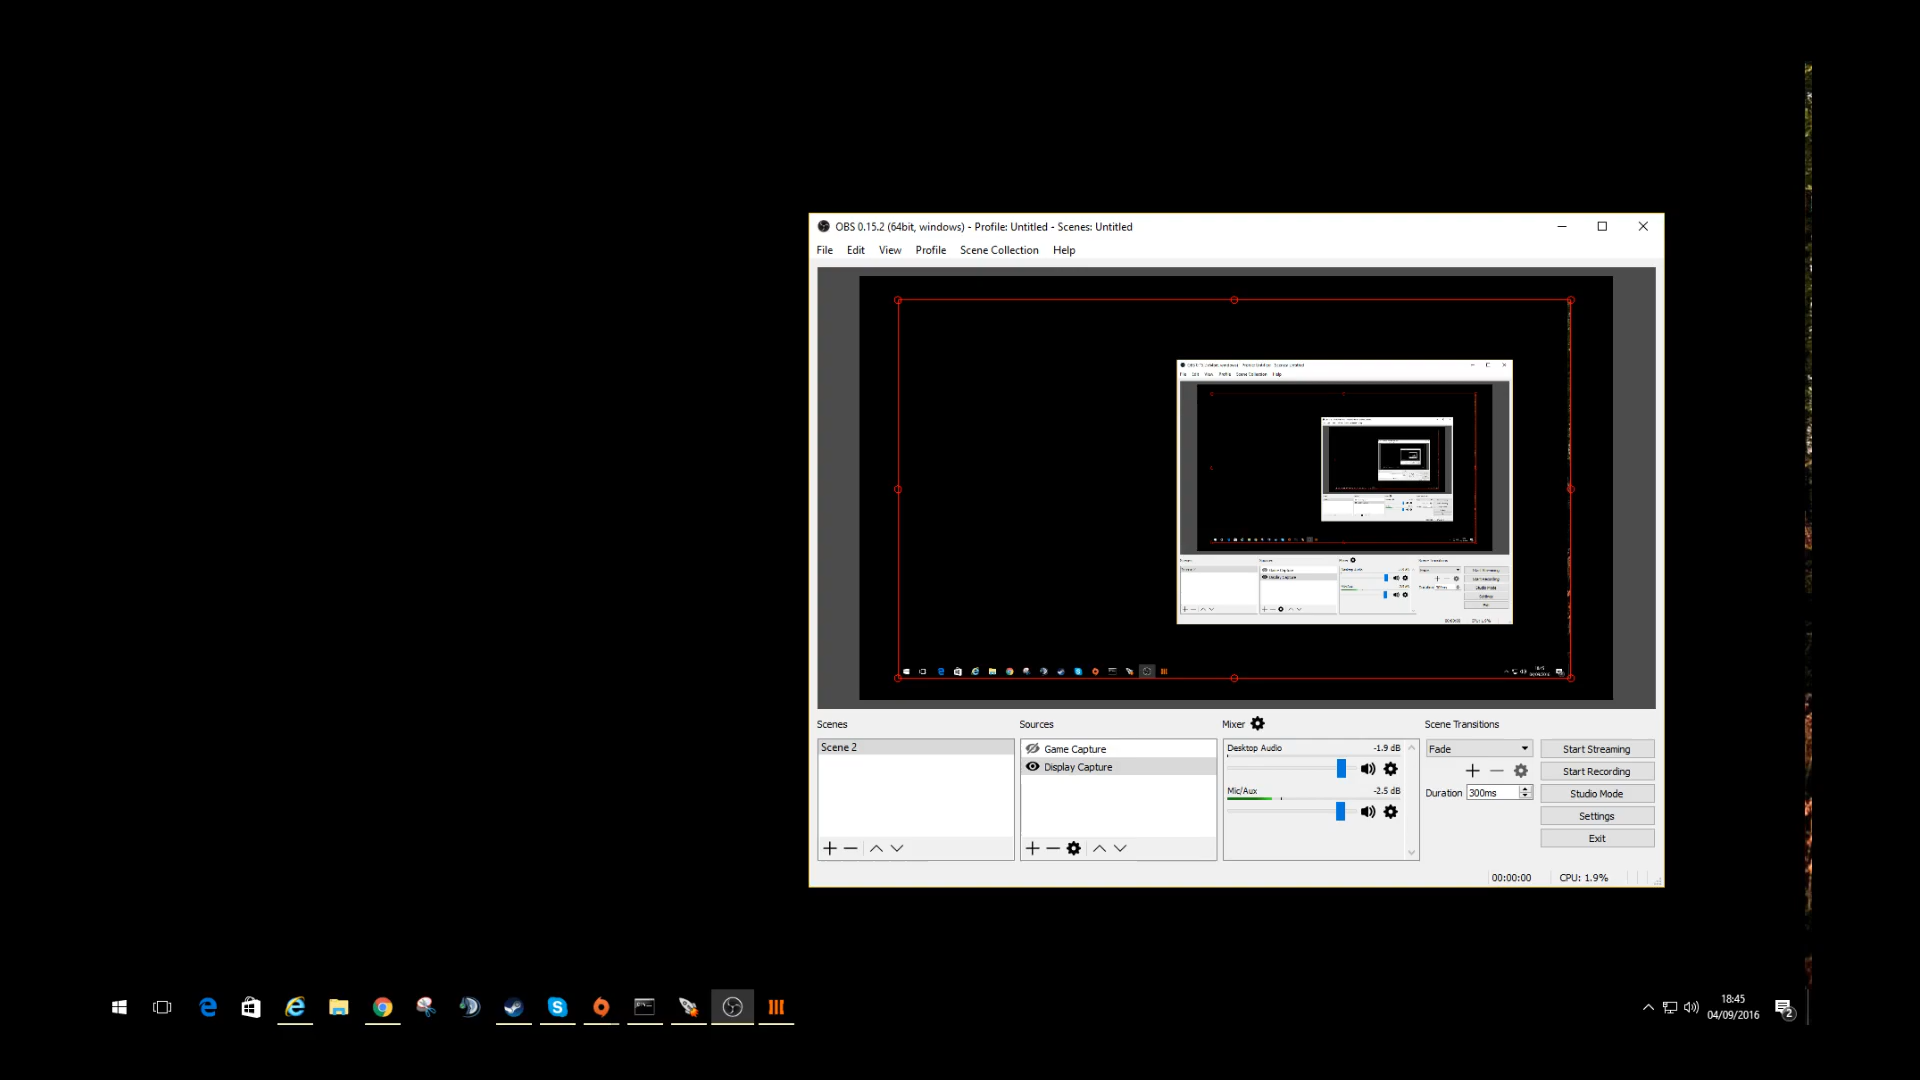 OBS 0.15.2 (64bit, windows) - Profile: Untitled - Scenes: Untitled
File Edit View Profile Scene Collection Help
Scenes
Sources
Mixer
Scene Transitions
Scene 2
Game Capture
Display Capture
Desktop Audio -1.9 dB
Mic/Aux -2.5 dB
Fade
Duration 300ms
Start Streaming
Start Recording
Studio Mode
Settings
Exit
00:00:00 CPU: 1.9%
18:45
04/09/2016
2